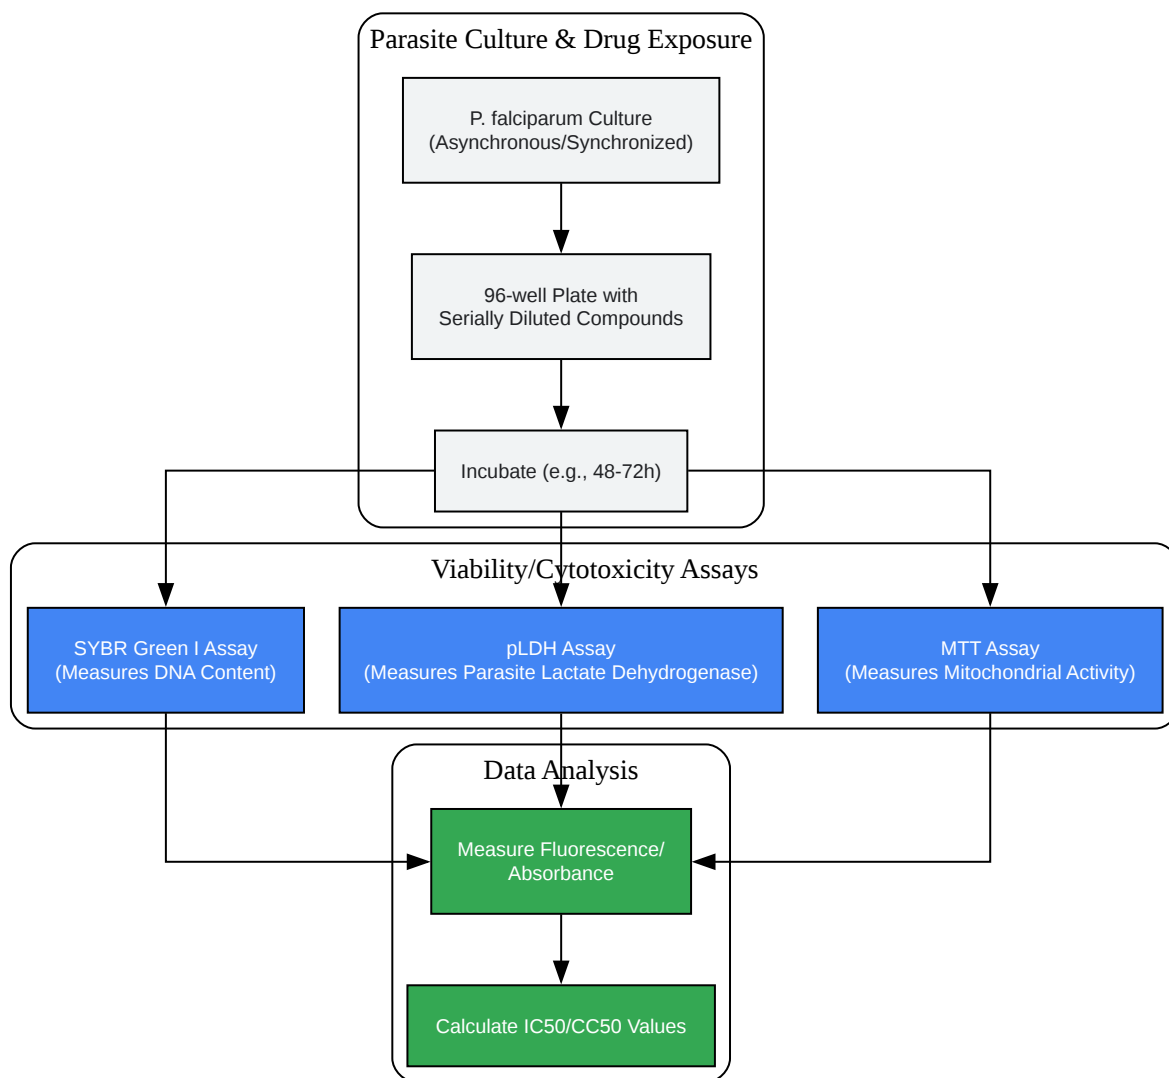 Parasite Culture & Drug Exposure
P. falciparum Culture
(Asynchronous/Synchronized)
96-well Plate with
Serially Diluted Compounds
Incubate (e.g., 48-72h)
Viability/Cytotoxicity Assays
SYBR Green I Assay
(Measures DNA Content)
pLDH Assay
(Measures Parasite Lactate Dehydrogenase)
MTT Assay
(Measures Mitochondrial Activity)
Data Analysis
Measure Fluorescence/
Absorbance
Calculate IC50/CC50 Values